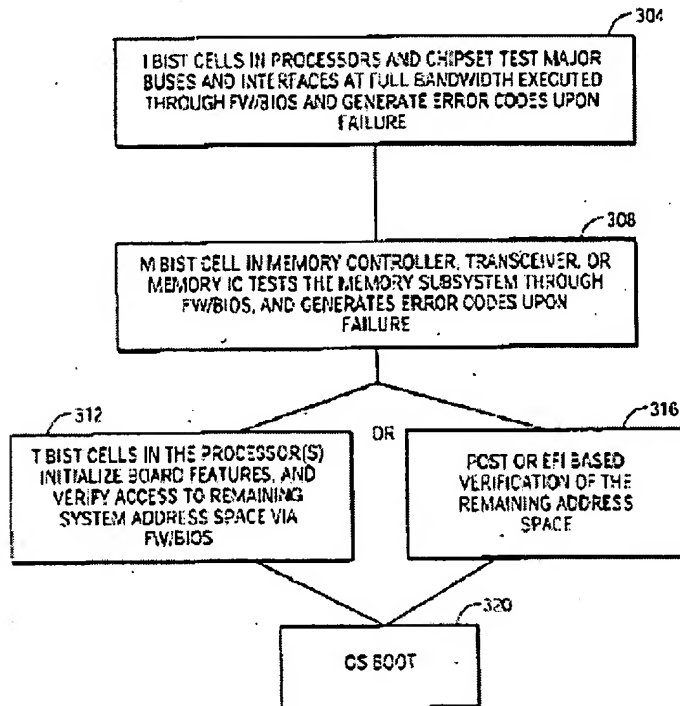 304
I BIST CELLS IN PROCESSORS AND CHIPSET TEST MAJOR
BUSES AND INTERFACES AT FULL BANDWIDTH EXECUTED
THROUGH FW/BIOS AND GENERATE ERROR CODES UPON
FAILURE
308
M BIST CELL IN MEMORY CONTROLLER, TRANSCEIVER, OR
MEMORY IC TESTS THE MEMORY SUBSYSTEM THROUGH
FW/BIOS, AND GENERATES ERROR CODES UPON
FAILURE
312
T BIST CELLS IN THE PROCESSOR(S)
INITIALIZE BOARD FEATURES, AND
VERIFY ACCESS TO REMAINING
SYSTEM ADDRESS SPACE VIA
FW/BIOS
OR
316
POST OR EFI BASED
VERIFICATION OF THE
REMAINING ADDRESS
SPACE
320
OS BOOT